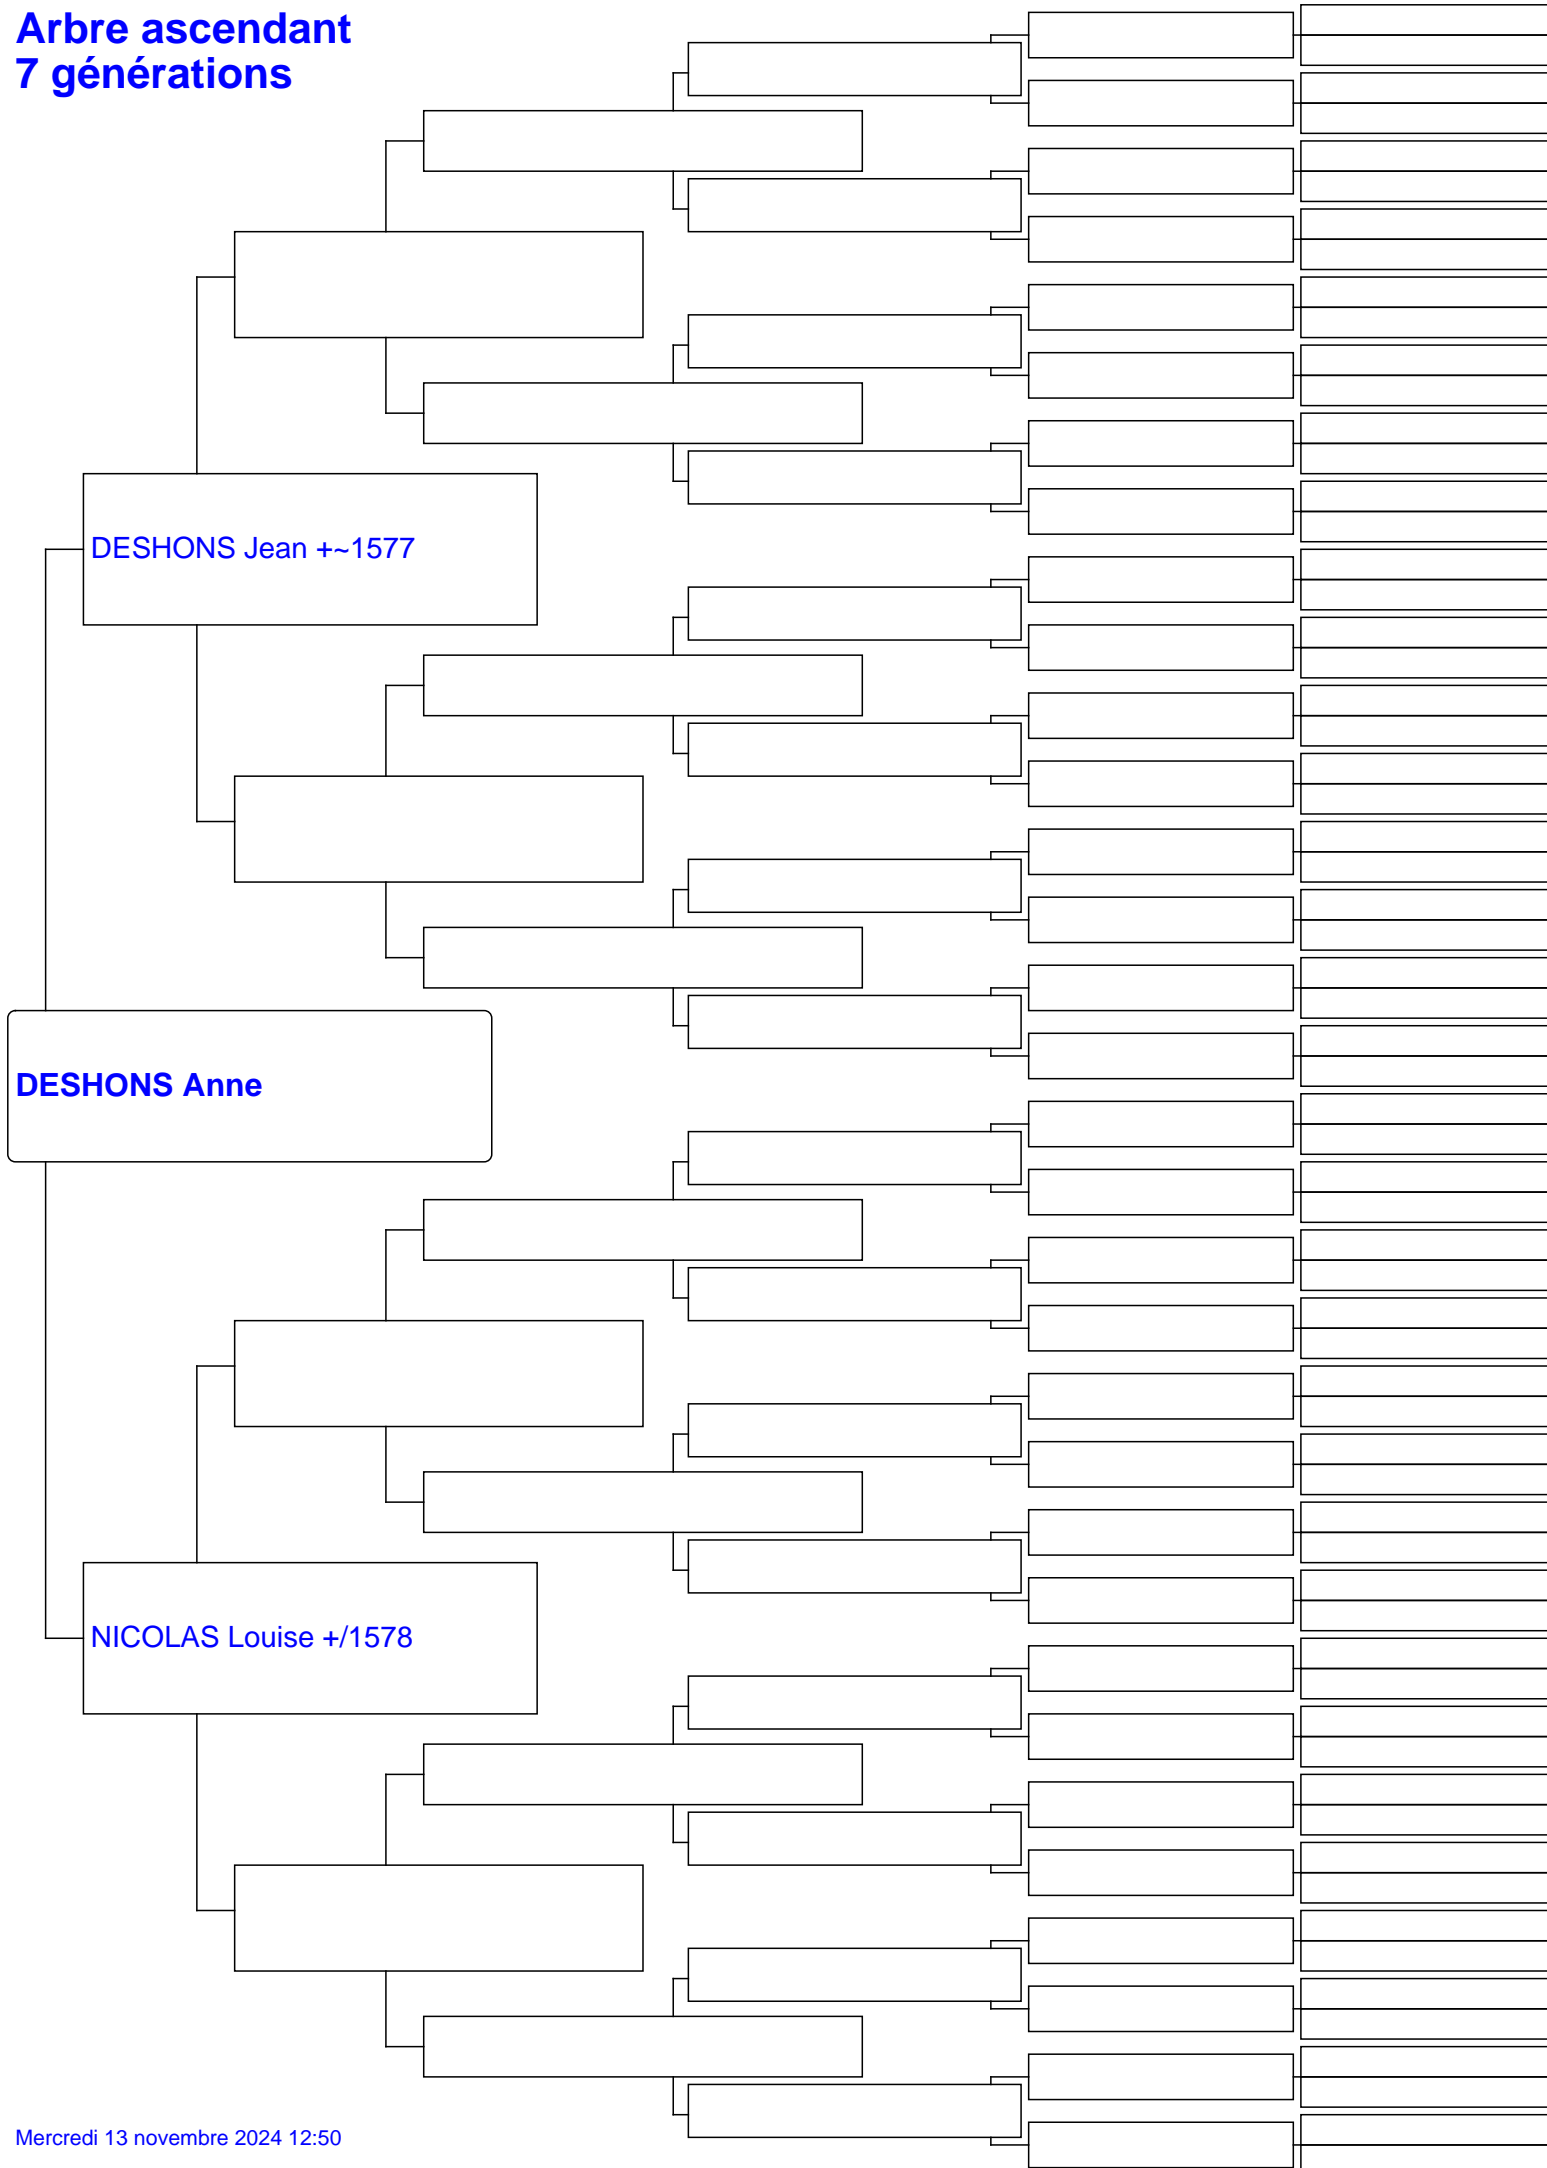 Arbre ascendant
7 générations
DESHONS Jean +~1577
DESHONS Anne
NICOLAS Louise +/1578
Mercredi 13 novembre 2024 12:50